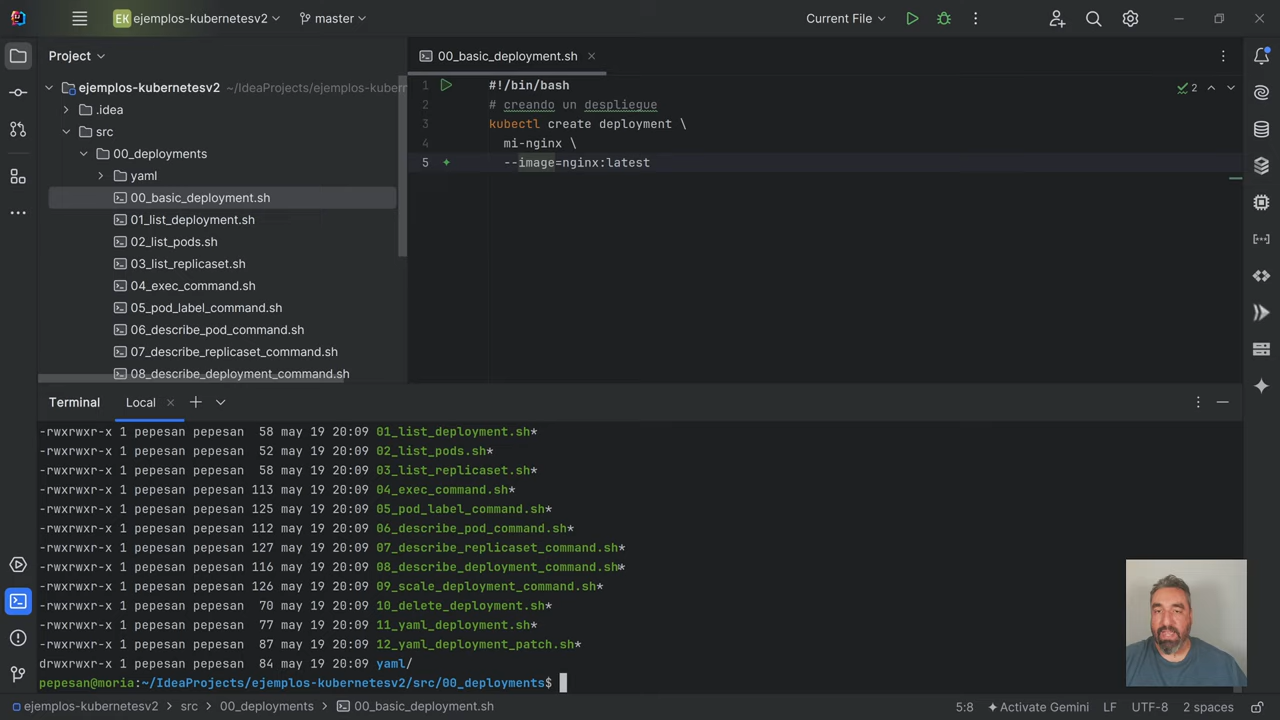 EK ejemplos-kubernetesv2 master Current File
Project
00_basic_deployment.sh
ejemplos-kubernetesv2 ~/IdeaProjects/ejemplos-kubern
.idea
src
00_deployments
yaml
00_basic_deployment.sh
01_list_deployment.sh
02_list_pods.sh
03_list_replicaset.sh
04_exec_command.sh
05_pod_label_command.sh
06_describe_pod_command.sh
07_describe_replicaset_command.sh
08_describe_deployment_command.sh
1 #!/bin/bash
2 # creando un desplieque
3 kubectl create deployment \
4 mi-nginx \
5 --image=nginx:latest
2
Terminal Local
-rwxrwxr-x 1 pepesan pepesan 58 may 19 20:09 01_list_deployment.sh*
-rwxrwxr-x 1 pepesan pepesan 52 may 19 20:09 02_list_pods.sh*
-rwxrwxr-x 1 pepesan pepesan 58 may 19 20:09 03_list_replicaset.sh*
-rwxrwxr-x 1 pepesan pepesan 113 may 19 20:09 04_exec_command.sh*
-rwxrwxr-x 1 pepesan pepesan 125 may 19 20:09 05_pod_label_command.sh*
-rwxrwxr-x 1 pepesan pepesan 112 may 19 20:09 06_describe_pod_command.sh*
-rwxrwxr-x 1 pepesan pepesan 127 may 19 20:09 07_describe_replicaset_command.sh*
-rwxrwxr-x 1 pepesan pepesan 116 may 19 20:09 08_describe_deployment_command.sh*
-rwxrwxr-x 1 pepesan pepesan 126 may 19 20:09 09_scale_deployment_command.sh*
-rwxrwxr-x 1 pepesan pepesan 70 may 19 20:09 10_delete_deployment.sh*
-rwxrwxr-x 1 pepesan pepesan 77 may 19 20:09 11_yaml_deployment.sh*
-rwxrwxr-x 1 pepesan pepesan 87 may 19 20:09 12_yaml_deployment_patch.sh*
drwxrwxr-x 1 pepesan pepesan 84 may 19 20:09 yaml/
pepesan@moria:~/IdeaProjects/ejemplos-kubernetesv2/src/00_deployments$
ejemplos-kubernetesv2 > src > 00_deployments > 00_basic_deployment.sh 5:8 Activate Gemini LF UTF-8 2 spaces